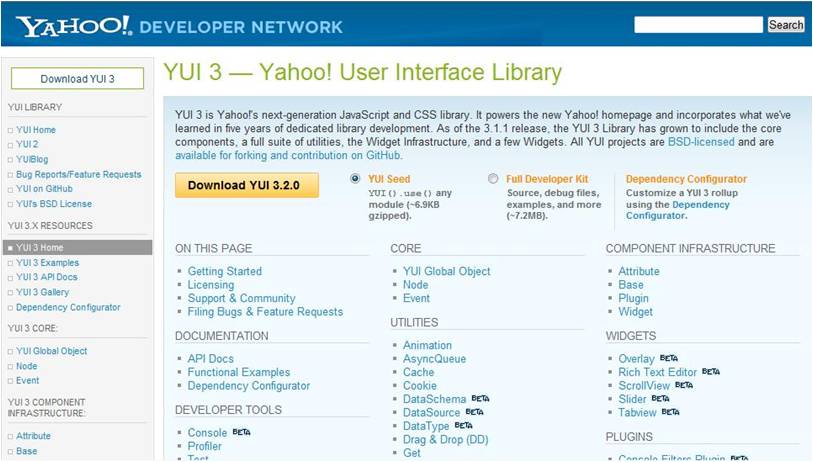 YAHOO! DEVELOPER NETWORK
Search
Download YUI 3
YUI LIBRARY
YUI Home
YUI 2
YUIBlog
Bug Reports/Feature Requests
YUI on GitHub
YUI's BSD License
YUI 3.X RESOURCES
YUI 3 Home
YUI 3 Examples
YUI 3 API Docs
YUI 3 Gallery
Dependency Configurator
YUI 3 CORE:
YUI Global Object
Node
Event
YUI 3 COMPONENT
INFRASTRUCTURE:
Attribute
Base
YUI 3 — Yahoo! User Interface Library
YUI 3 is Yahoo!'s next-generation JavaScript and CSS library. It powers the new Yahoo! homepage and incorporates what we've
learned in five years of dedicated library development. As of the 3.1.1 release, the YUI 3 Library has grown to include the core
components, a full suite of utilities, the Widget Infrastructure, and a few Widgets. All YUI projects are BSD-licensed and are
available for forking and contribution on GitHub.
Download YUI 3.2.0
YUI Seed
YUI().use() any
module (~6.9KB
gzipped).
Full Developer Kit
Source, debug files,
examples, and more
(~7.2MB).
Dependency Configurator
Customize a YUI 3 rollup
using the Dependency
Configurator.
ON THIS PAGE
Getting Started
Licensing
Support & Community
Filing Bugs & Feature Requests
DOCUMENTATION
API Docs
Functional Examples
Dependency Configurator
DEVELOPER TOOLS
Console BETA
Profiler
Test
CORE
YUI Global Object
Node
Event
UTILITIES
Animation
AsyncQueue
Cache
Cookie
DataSchema BETA
DataSource BETA
DataType BETA
Drag & Drop (DD)
Get
COMPONENT INFRASTRUCTURE
Attribute
Base
Plugin
Widget
WIDGETS
Overlay BETA
Rich Text Editor BETA
ScrollView BETA
Slider BETA
Tabview BETA
PLUGINS
Console Filters Plugin BETA